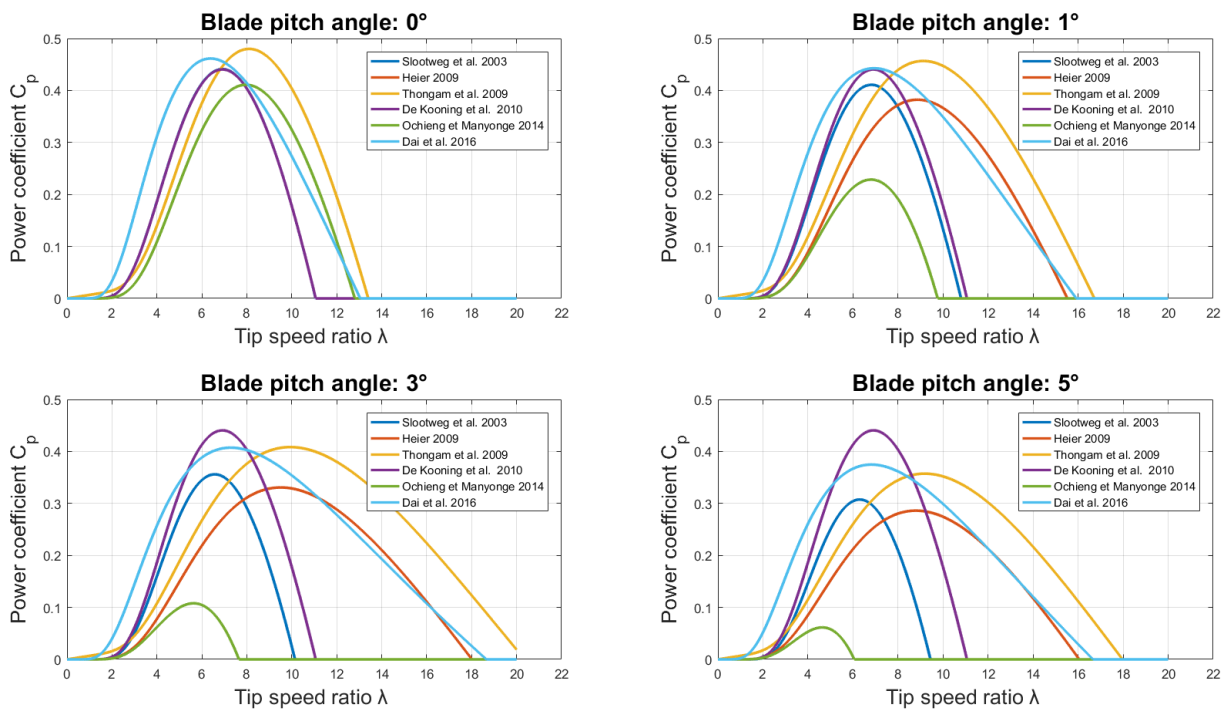 Blade pitch angle: 0°
Power coefficient C_p
0.5
0.4
0.3
0.2
0.1
0
Slootweg et al. 2003
Heier 2009
Thongam et al. 2009
De Kooning et al.  2010
Ochieng et Manyonge 2014
Dai et al. 2016
0 2 4 6 8 10 12 14 16 18 20 22
Tip speed ratio λ
Blade pitch angle: 1°
Power coefficient C_p
0.5
0.4
0.3
0.2
0.1
0
Slootweg et al. 2003
Heier 2009
Thongam et al. 2009
De Kooning et al.  2010
Ochieng et Manyonge 2014
Dai et al. 2016
0 2 4 6 8 10 12 14 16 18 20 22
Tip speed ratio λ
Blade pitch angle: 3°
Power coefficient C_p
0.5
0.4
0.3
0.2
0.1
0
Slootweg et al. 2003
Heier 2009
Thongam et al. 2009
De Kooning et al.  2010
Ochieng et Manyonge 2014
Dai et al. 2016
0 2 4 6 8 10 12 14 16 18 20 22
Tip speed ratio λ
Blade pitch angle: 5°
Power coefficient C_p
0.5
0.4
0.3
0.2
0.1
0
Slootweg et al. 2003
Heier 2009
Thongam et al. 2009
De Kooning et al.  2010
Ochieng et Manyonge 2014
Dai et al. 2016
0 2 4 6 8 10 12 14 16 18 20 22
Tip speed ratio λ